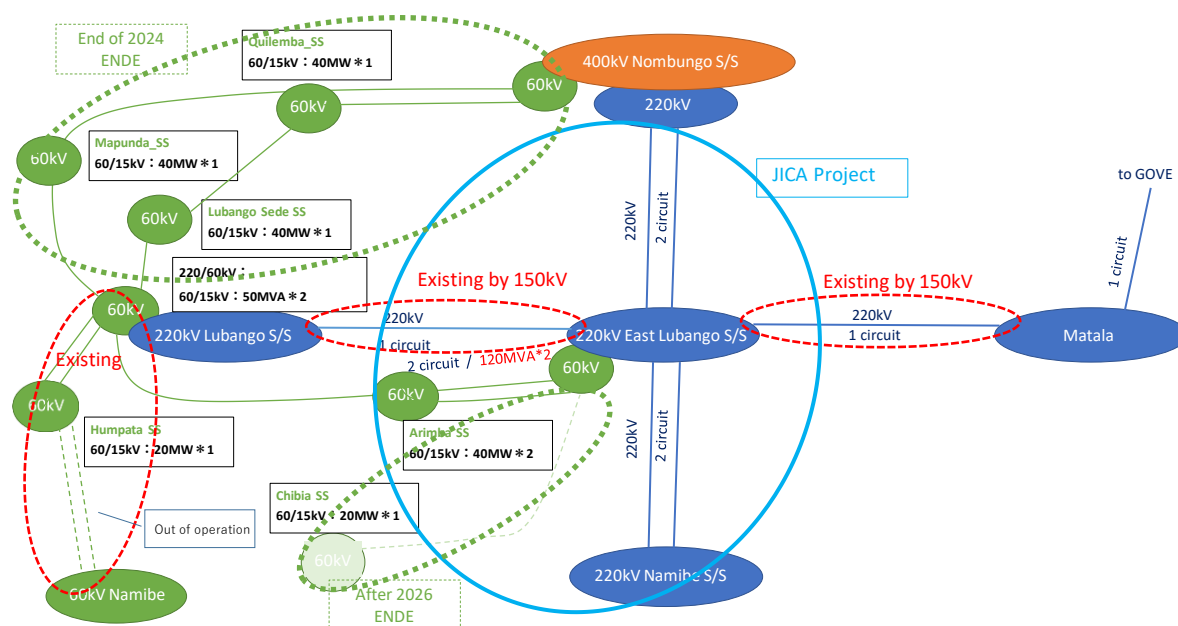 End of 2024
ENDE
Quilemba_SS
60/15kV：40MW＊1
400kV Nombungo S/S
60kV
60kV
220kV
Mapunda_SS
60/15kV：40MW＊1
60kV
JICA Project
to GOVE
Lubango Sede SS
60/15kV：40MW＊1
60kV
220kV
2 circuit
1 circuit
220/60kV：
60/15kV：50MVA＊2
Existing by 150kV
Existing by 150kV
60kV
220kV Lubango S/S
220kV
1 circuit
220kV East Lubango S/S
220kV
1 circuit
Matala
Existing
2 circuit / 120MVA*2
60kV
60kV
60kV
Humpata SS
60/15kV：20MW＊1
Arimba SS
60/15kV：40MW＊2
220kV
2 circuit
Chibia SS
60/15kV：20MW＊1
Out of operation
60kV
60kV Namibe
After 2026
ENDE
220kV Namibe S/S